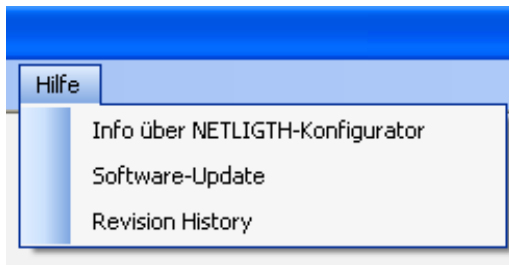 Hilfe
Info über NETLIGTH-Konfigurator
Software-Update
Revision History